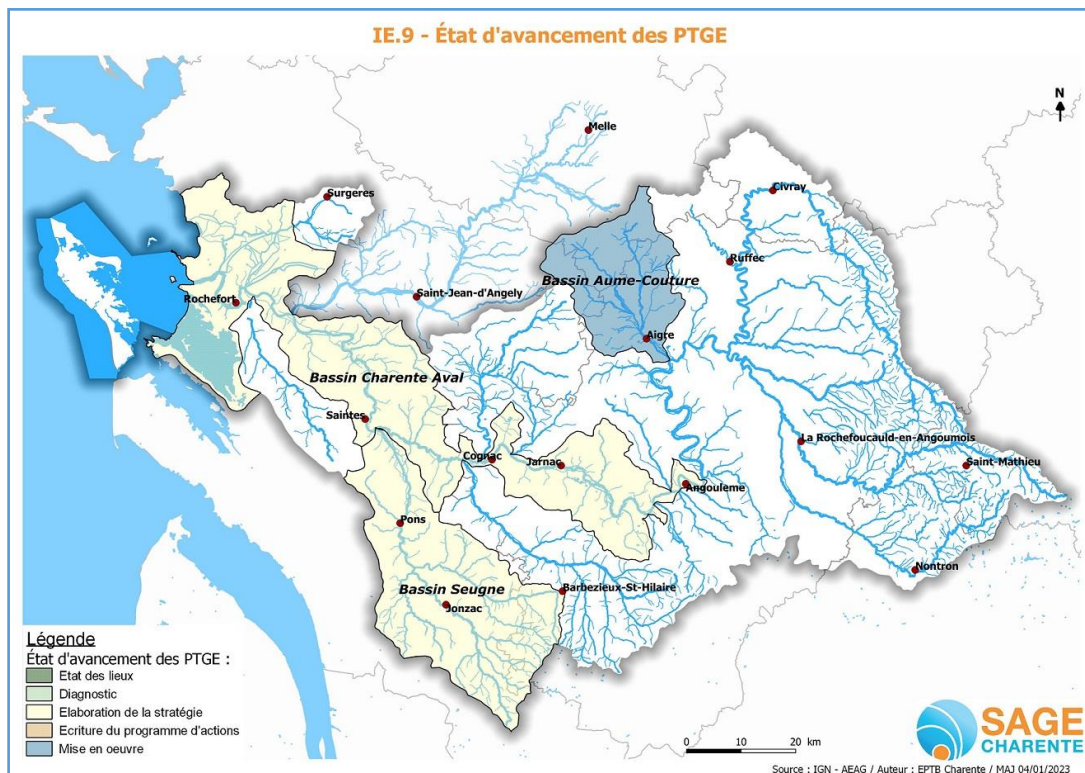 IE.9 - État d'avancement des PTGE
N
Melle
Surgeres
Civray
Ruffec
Bassin Aume-Couture
Rochefort
Saint-Jean-d'Angely
Aigre
Bassin Charente Aval
Saintes
La Rochefoucauld-en-Angoumois
Cognac
Jarnac
Saint-Mathieu
Angouleme
Pons
Nontron
Bassin Seugne
Barbezieux-St-Hilaire
Jonzac
Légende
État d'avancement des PTGE :
Etat des lieux
Diagnostic
Elaboration de la stratégie
Ecriture du programme d'actions
Mise en oeuvre
0 10 20 km
SAGE
CHARENTE
Source : IGN - AEAG / Auteur : EPTB Charente / MAJ 04/01/2023